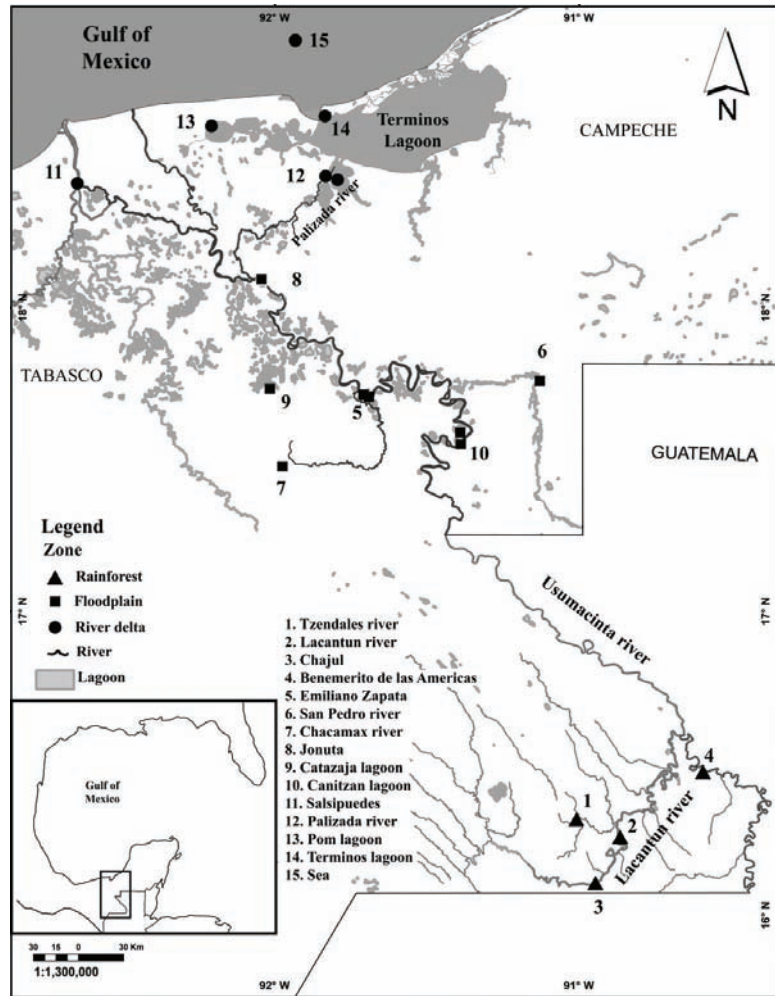 92° W
91° W
Gulf of
Mexico
15
13
14
Terminos
Lagoon
N
CAMPECHE
11
12
Palizada river
8
18° N
18° N
TABASCO
6
9
5
10
7
GUATEMALA
Legend
Zone
Rainforest
Floodplain
River delta
River
Lagoon
17° N
17° N
Usumacinta river
1. Tzendales river
2. Lacantun river
3. Chajul
4. Benemerito de las Americas
5. Emiliano Zapata
6. San Pedro river
7. Chacamax river
8. Jonuta
9. Catazaja lagoon
10. Canitzan lagoon
11. Salsipuedes
12. Palizada river
13. Pom lagoon
14. Terminos lagoon
15. Sea
4
1
2
Lacantun river
3
16° N
Gulf of
Mexico
30 15 0 30 Km
1:1,300,000
92° W
91° W